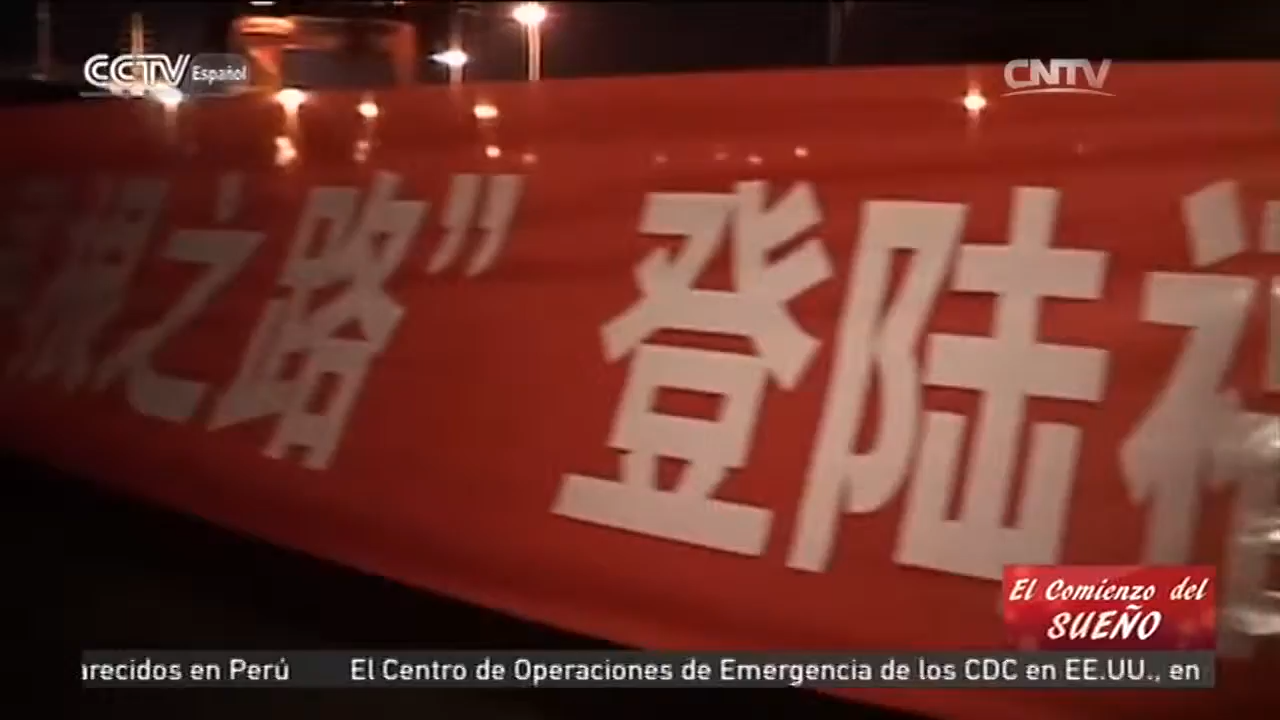 CCTV Español
CNTV
根之路” 登陆
El Comienzo del
SUEÑO
arecidos en Perú El Centro de Operaciones de Emergencia de los CDC en EE.UU., en